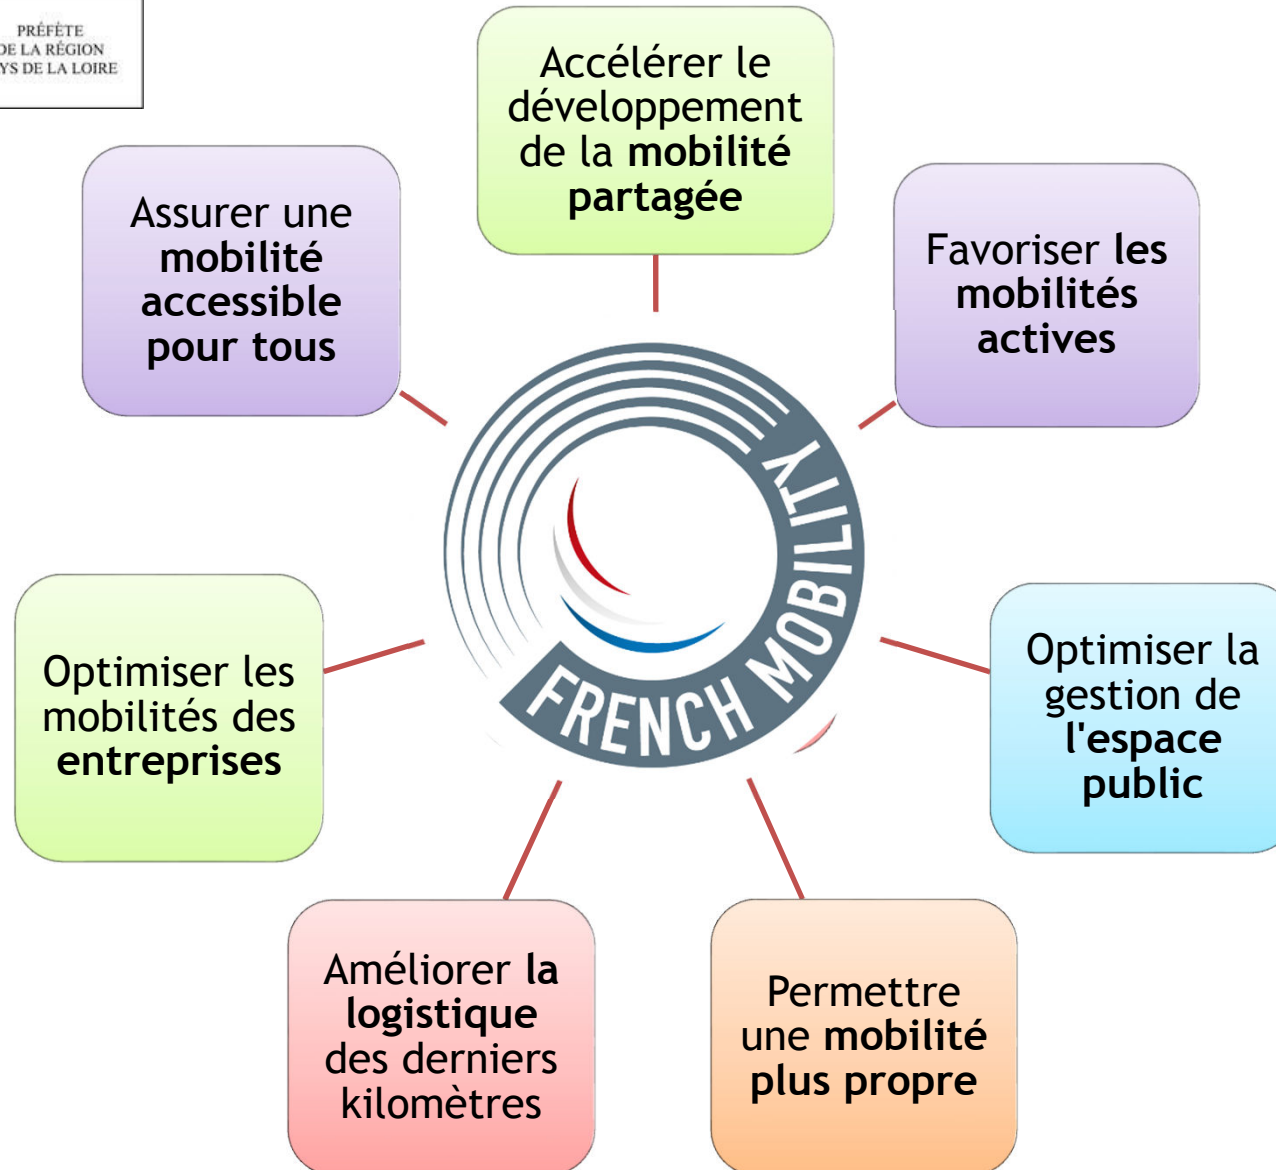 PRÉFÈTE
DE LA RÉGION
YS DE LA LOIRE
Accélérer le
développement
de la mobilité
partagée
Favoriser les
mobilités
actives
Optimiser la
gestion de
l'espace
public
Permettre
une mobilité
plus propre
Améliorer la
logistique
des derniers
kilomètres
Optimiser les
mobilités des
entreprises
Assurer une
mobilité
accessible
pour tous
FRENCH MOBILITY